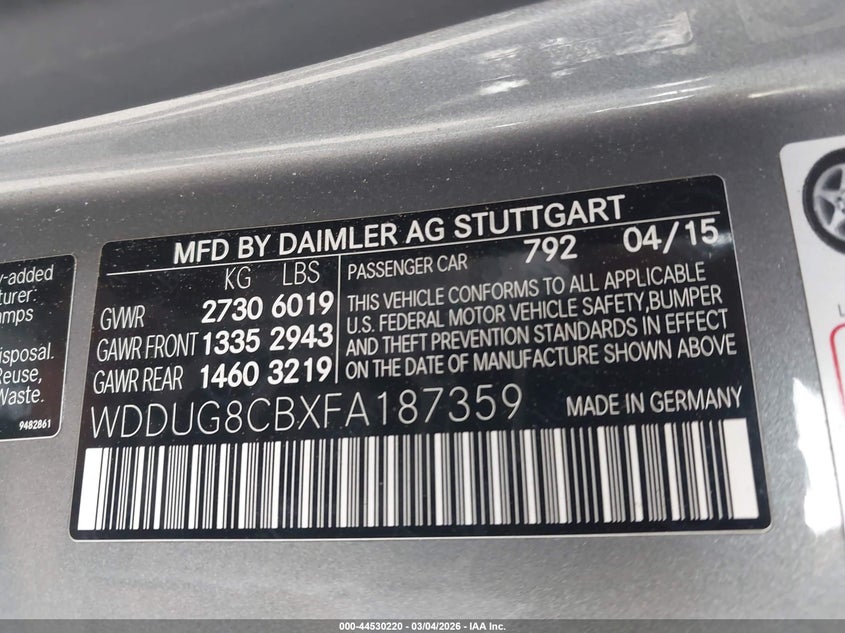 y-added
turer:
amps
isposal.
Reuse,
Waste.
9482861
MFD BY DAIMLER AG STUTTGART
KG LBS
GVWR 2730 6019
GAWR FRONT 1335 2943
GAWR REAR 1460 3219
PASSENGER CAR 792 04/15
THIS VEHICLE CONFORMS TO ALL APPLICABLE
U.S. FEDERAL MOTOR VEHICLE SAFETY,BUMPER
AND THEFT PREVENTION STANDARDS IN EFFECT
ON THE DATE OF MANUFACTURE SHOWN ABOVE
WDDUG8CBXFA187359 MADE IN GERMANY
000-44530220 - 03/04/2026 - IAA Inc.